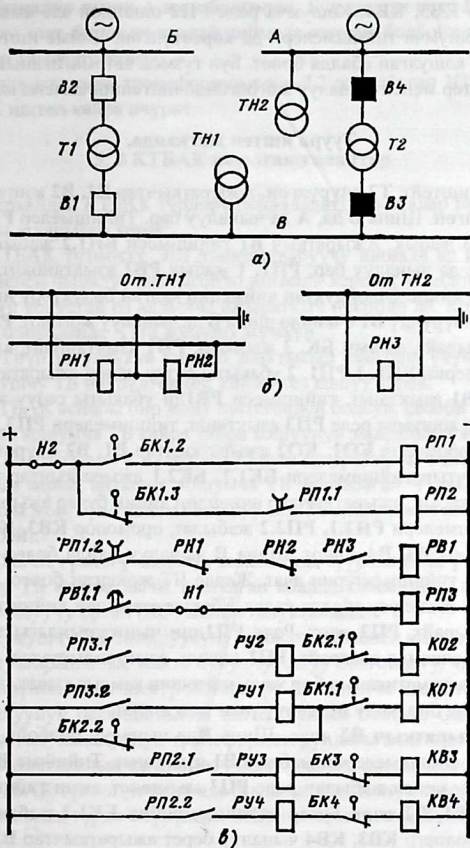 Б А
В2 В4
ТН2
Т1 ТН1 Т2
В1 В3
В
а)
От ТН1 От ТН2
РН1 РН2 РН3
б)
+ -
Н2 БК1.2 РП1
БК1.3 РП1.1 РП2
РП1.2 РН1 РН2 РН3 РВ1
РВ1.1 Н1 РП3
РП3.1 РУ2 БК2.1 КО2
РП3.2 РУ1 БК1.1 КО1
БК2.2
РП2.1 РУ3 БК3 КВ3
РП2.2 РУ4 БК4 КВ4
в)